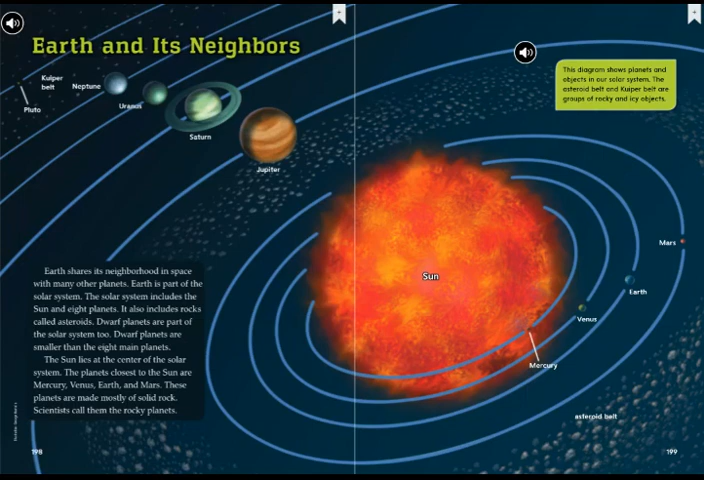 Earth and Its Neighbors
Kuiper
belt
Neptune
Pluto
Uranus
Saturn
Jupiter
This diagram shows planets and
objects in our solar system. The
asteroid belt and Kuiper belt are
groups of rocky and icy objects.
Sun
Mars
Earth
Venus
Mercury
asteroid belt
Earth shares its neighborhood in space
with many other planets. Earth is part of the
solar system. The solar system includes the
Sun and eight planets. It also includes rocks
called asteroids. Dwarf planets are part of
the solar system too. Dwarf planets are
smaller than the eight main planets.
The Sun lies at the center of the solar
system. The planets closest to the Sun are
Mercury, Venus, Earth, and Mars. These
planets are made mostly of solid rock.
Scientists call them the rocky planets.
198
199